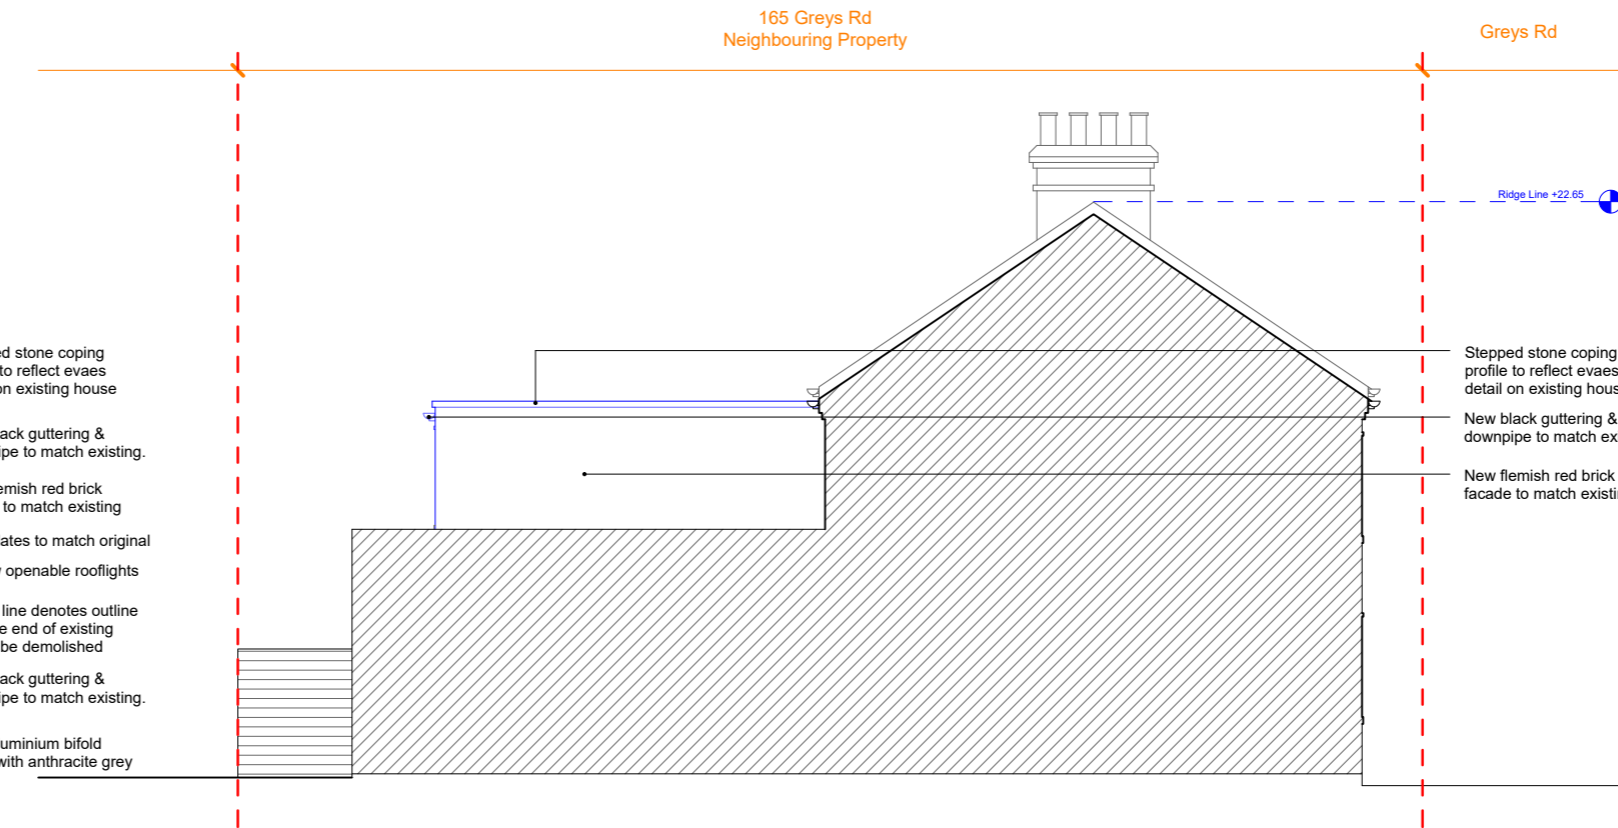 165 Greys Rd
Neighbouring Property
Greys Rd
Ridge Line +22.65
ed stone coping
to reflect evaes
on existing house
ack guttering &
ipe to match existing.
emish red brick
to match existing
ates to match original
openable rooflights
line denotes outline
e end of existing
be demolished
ack guttering &
ipe to match existing.
uminium bifold
with anthracite grey
Stepped stone coping
profile to reflect evaes
detail on existing hous
New black guttering &
downpipe to match ex
New flemish red brick
facade to match existin